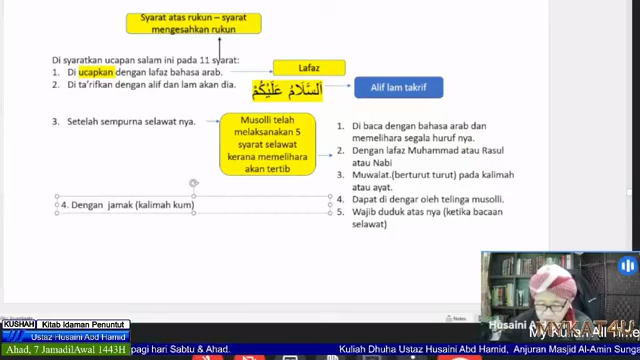 Syarat atas rukun – syarat
mengesahkan rukun
Di syaratkan ucapan salam ini pada 11 syarat:
1. Di ucapkan dengan lafaz bahasa arab.
Lafaz
2. Di ta'rifkan dengan alif dan lam akan dia.
اَلسَّلَامُ عَلَيْكُمْ
Alif lam takrif
3. Setelah sempurna selawat nya.
Musolli telah
melaksanakan 5
syarat selawat
kerana memelihara
akan tertib
1. Di baca dengan bahasa arab dan
memelihara segala huruf nya.
2. Dengan lafaz Muhammad atau Rasul
atau Nabi
3. Muwalat.(berturut turut) pada kalimah
atau ayat.
4. Dapat di dengar oleh telinga musolli.
5. Wajib duduk atas nya (ketika bacaan
selawat)
4. Dengan jamak (kalimah kum)
Notes
Husaini
KUSHAH Kitab Idaman Penuntut
Ustaz Husaini Abd Hamid
Ahad, 7 JamadilAwal 1443H
pagi hari Sabtu & Ahad.
Kuliah Dhuha Ustaz Husaini Abd Hamid, Anjuran Masjid Al-Amin Sunga